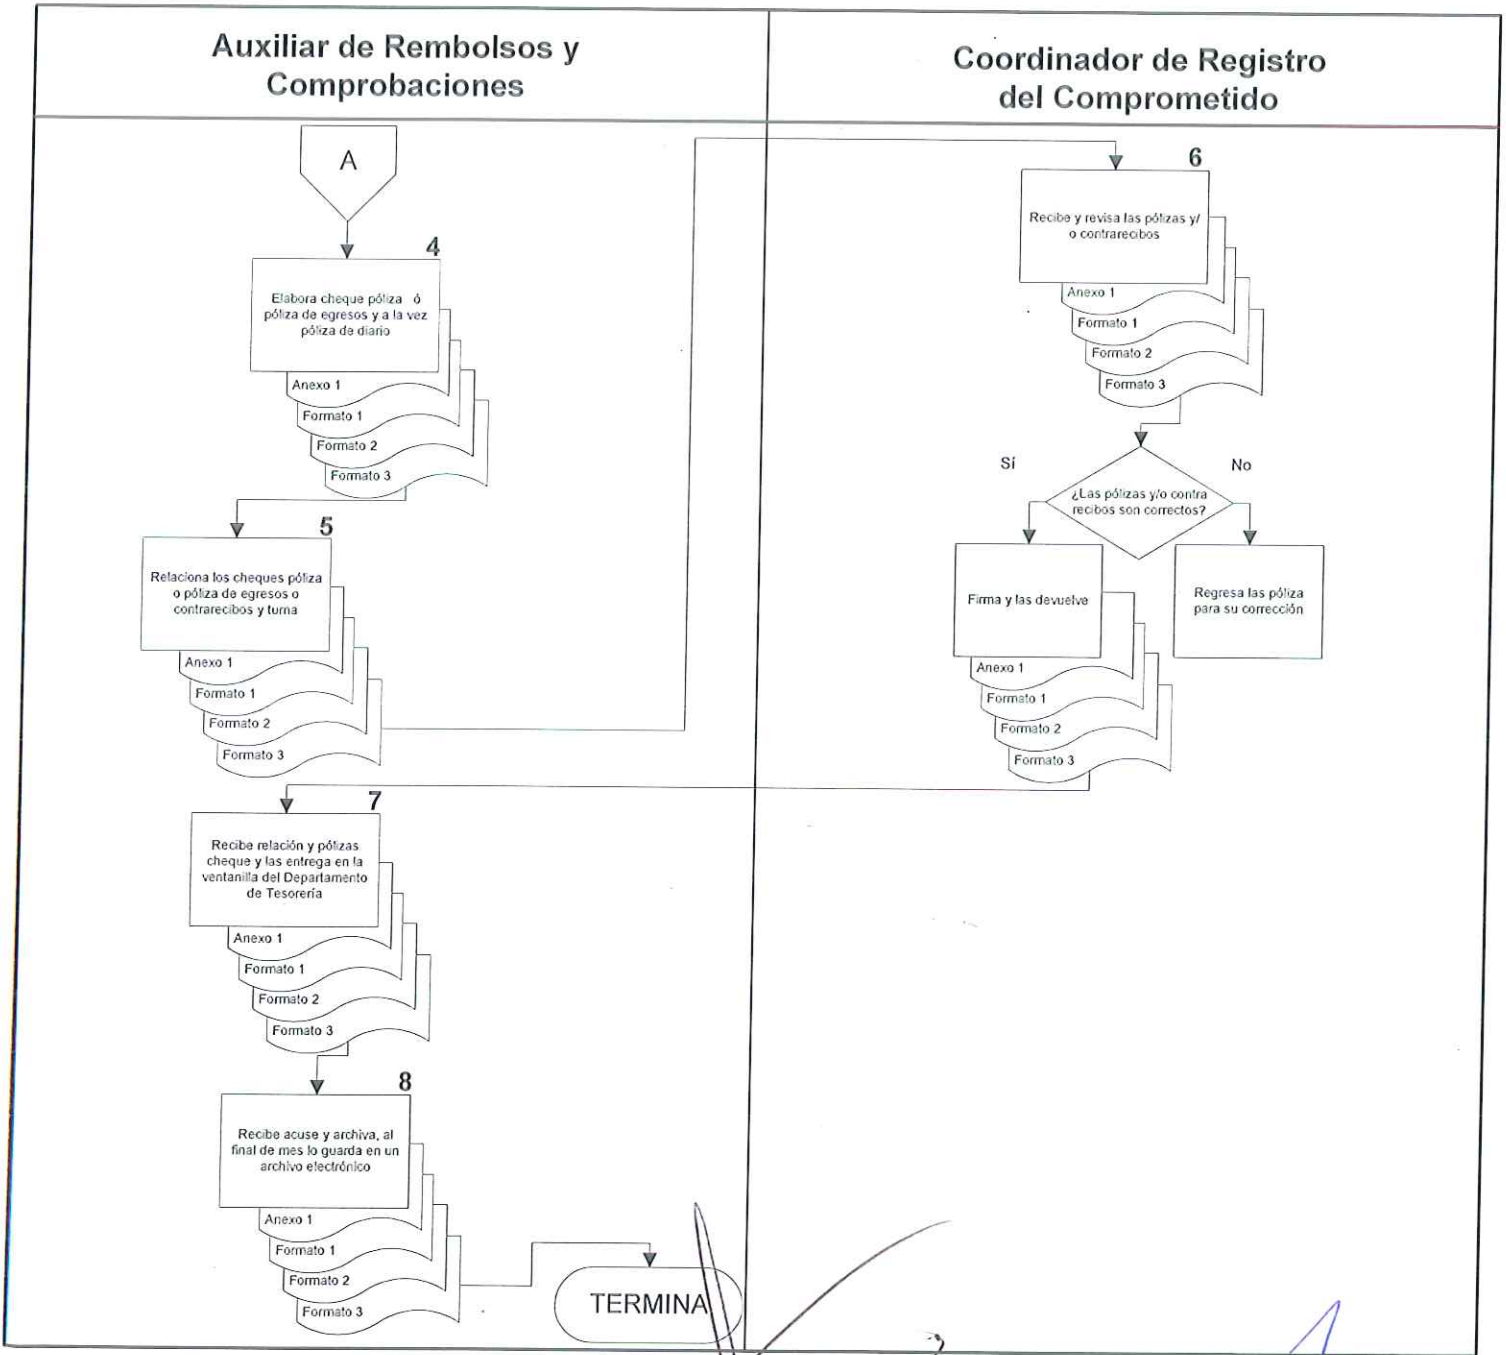 Auxiliar de Rembolsos y
Comprobaciones
Coordinador de Registro
del Comprometido
A
4
Elabora cheque póliza ó
póliza de egresos y a la vez
póliza de diario
Anexo 1
Formato 1
Formato 2
Formato 3
5
Relaciona los cheques póliza
o póliza de egresos o
contrarecibos y turna
Anexo 1
Formato 1
Formato 2
Formato 3
6
Recibe y revisa las pólizas y/
o contrarecibos
Anexo 1
Formato 1
Formato 2
Formato 3
¿Las pólizas y/o contra
recibos son correctos?
Sí
No
Firma y las devuelve
Anexo 1
Formato 1
Formato 2
Formato 3
Regresa las póliza
para su corrección
7
Recibe relación y pólizas
cheque y las entrega en la
ventanilla del Departamento
de Tesorería
Anexo 1
Formato 1
Formato 2
Formato 3
8
Recibe acuse y archiva, al
final de mes lo guarda en un
archivo electrónico
Anexo 1
Formato 1
Formato 2
Formato 3
TERMINA